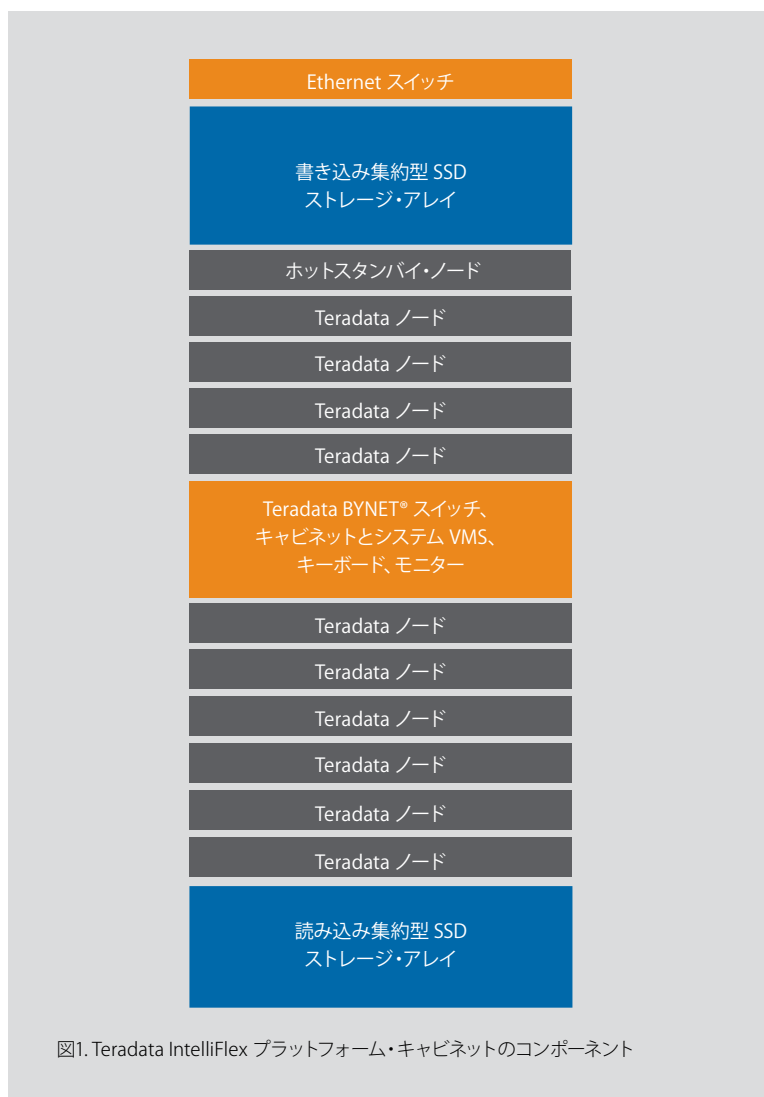 Ethernet スイッチ
書き込み集約型 SSD
ストレージ・アレイ
ホットスタンバイ・ノード
Teradata ノード
Teradata ノード
Teradata ノード
Teradata ノード
Teradata BYNET® スイッチ、
キャビネットとシステム VMS、
キーボード、モニター
Teradata ノード
Teradata ノード
Teradata ノード
Teradata ノード
Teradata ノード
Teradata ノード
読み込み集約型 SSD
ストレージ・アレイ
図1. Teradata IntelliFlex プラットフォーム・キャビネットのコンポーネント